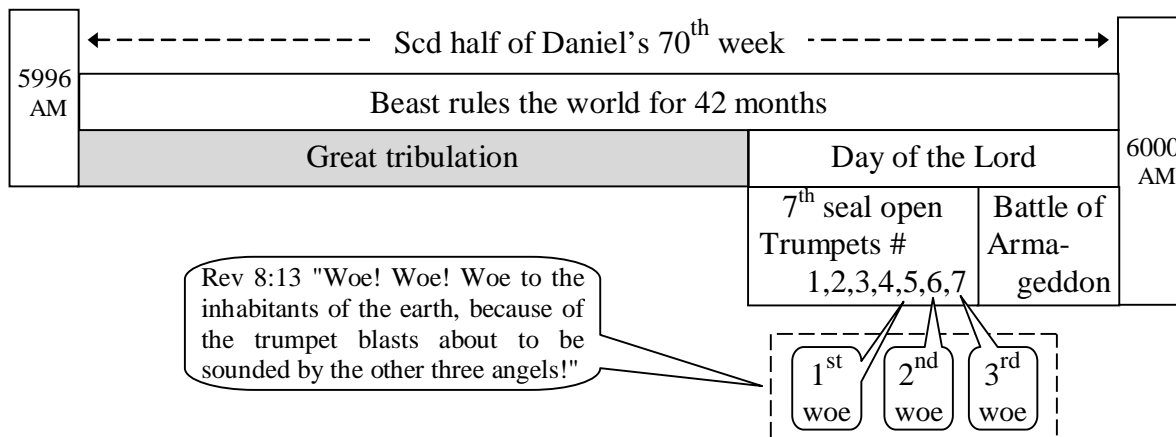 Scd half of Daniel's 70th week
5996
AM
Beast rules the world for 42 months
Great tribulation
Day of the Lord
6000
AM
7th seal open
Trumpets #
1,2,3,4,5,6,7
Battle of
Arma-
geddon
Rev 8:13 "Woe! Woe! Woe to the
inhabitants of the earth, because of
the trumpet blasts about to be
sounded by the other three angels!"
1st
woe
2nd
woe
3rd
woe